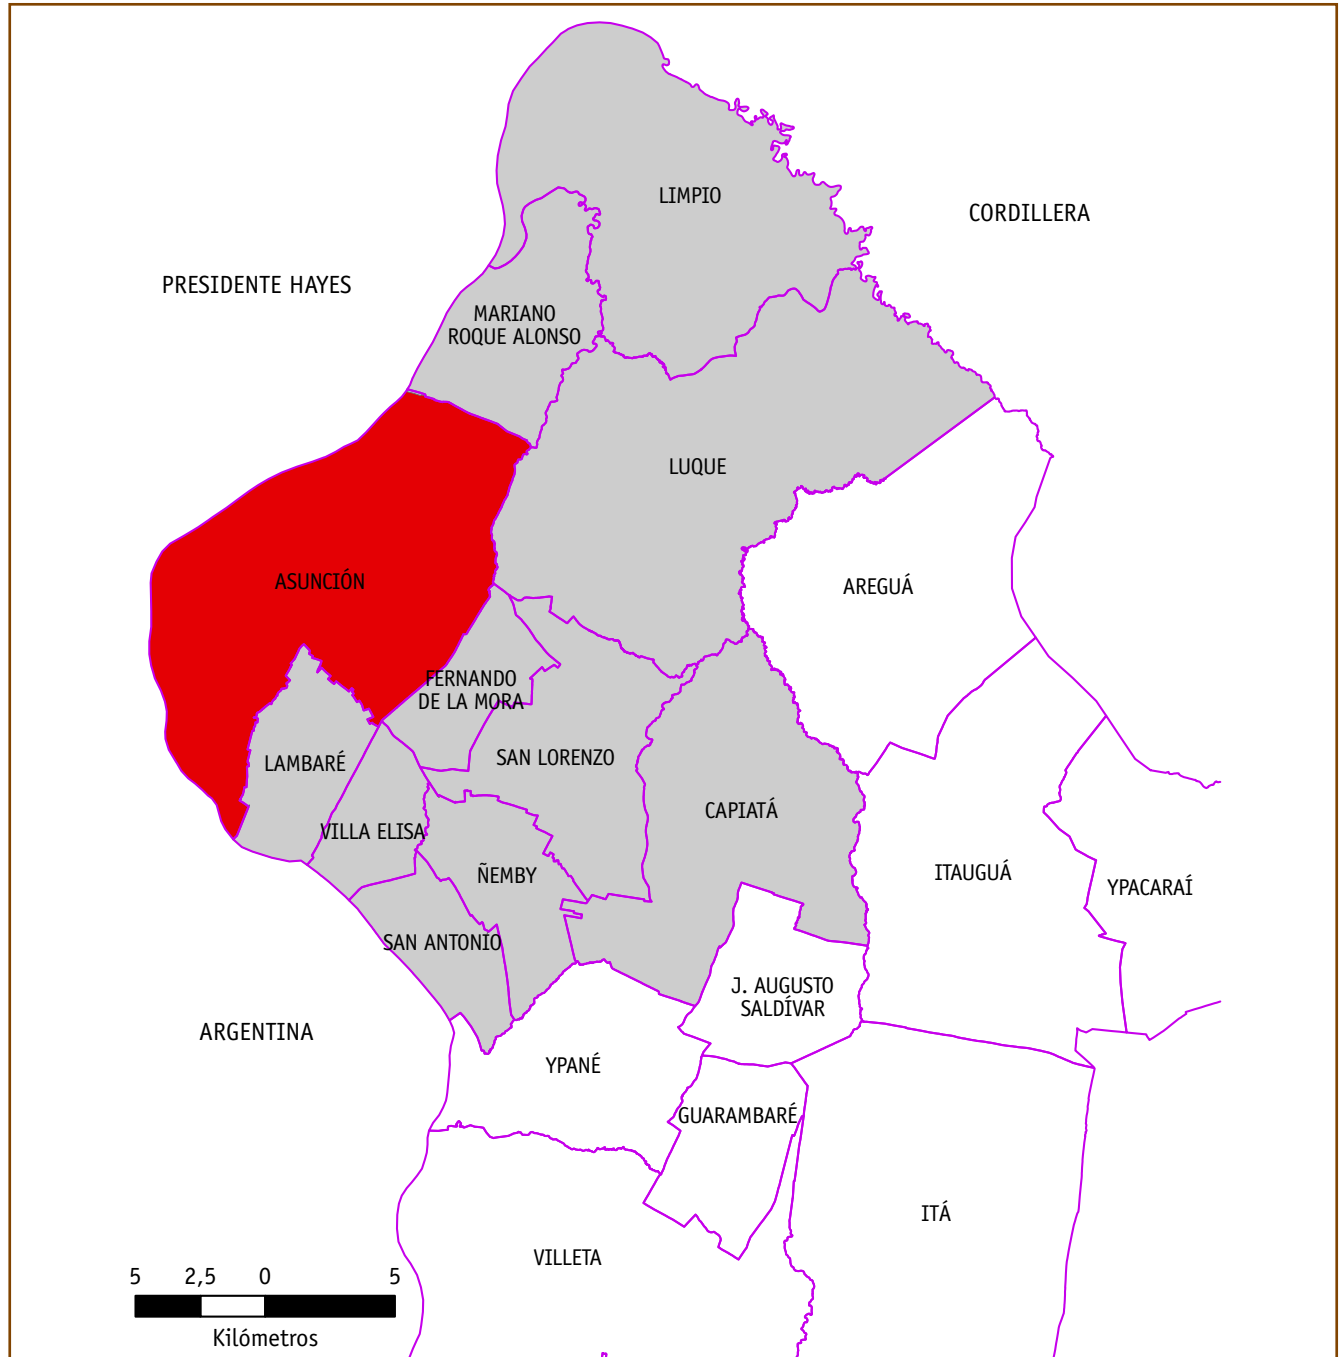 LIMPIO
CORDILLERA
PRESIDENTE HAYES
MARIANO
ROQUE ALONSO
LUQUE
ASUNCIÓN
AREGUÁ
FERNANDO
DE LA MORA
LAMBARÉ
SAN LORENZO
CAPIATÁ
VILLA ELISA
ÑEMBY
ITAUGUÁ
YPACARAÍ
SAN ANTONIO
J. AUGUSTO
SALDÍVAR
ARGENTINA
YPANÉ
GUARAMBARÉ
ITÁ
VILLETA
5 2,5 0 5
Kilómetros